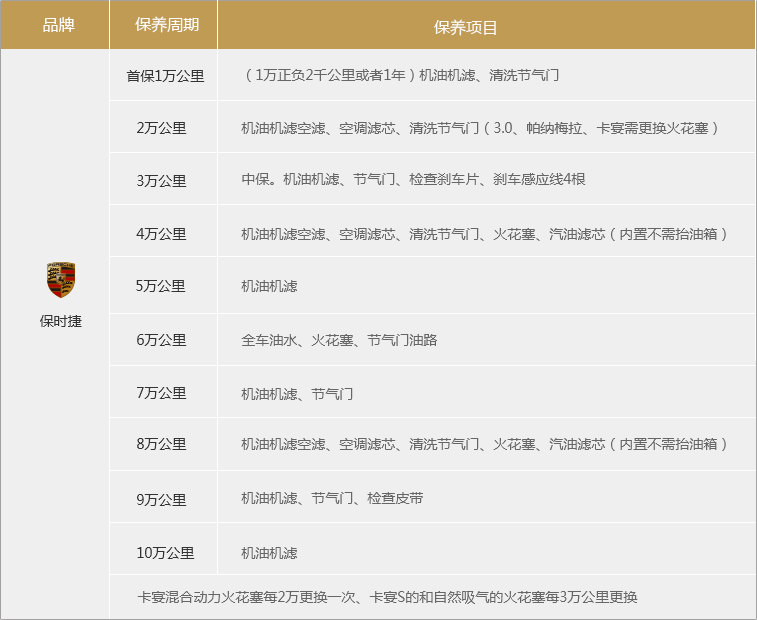 品牌 保养周期 保养项目
首保1万公里 （1万正负2千公里或者1年）机油机滤、清洗节气门
2万公里 机油机滤空滤、空调滤芯、清洗节气门（3.0、帕纳梅拉、卡宴需更换火花塞）
3万公里 中保。机油机滤、节气门、检查刹车片、刹车感应线4根
4万公里 机油机滤空滤、空调滤芯、清洗节气门、火花塞、汽油滤芯（内置不需抬油箱）
5万公里 机油机滤
保时捷
6万公里 全车油水、火花塞、节气门油路
7万公里 机油机滤、节气门
8万公里 机油机滤空滤、空调滤芯、清洗节气门、火花塞、汽油滤芯（内置不需抬油箱）
9万公里 机油机滤、节气门、检查皮带
10万公里 机油机滤
卡宴混合动力火花塞每2万更换一次、卡宴S的和自然吸气的火花塞每3万公里更换